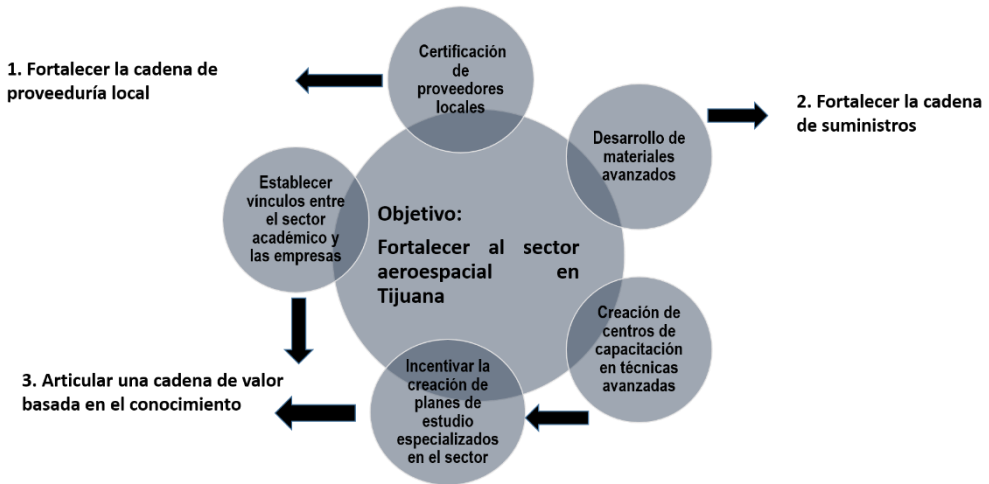 1. Fortalecer la cadena de
proveeduría local
Certificación
de
proveedores
locales
2. Fortalecer la cadena
de suministros
Desarrollo de
materiales
avanzados
Establecer
vínculos entre
el sector
académico y
las empresas
Objetivo:
Fortalecer al sector
aeroespacial en
Tijuana
Creación de
centros de
capacitación
en técnicas
avanzadas
Incentivar la
creación de
planes de
estudio
especializados
en el sector
3. Articular una cadena de valor
basada en el conocimiento